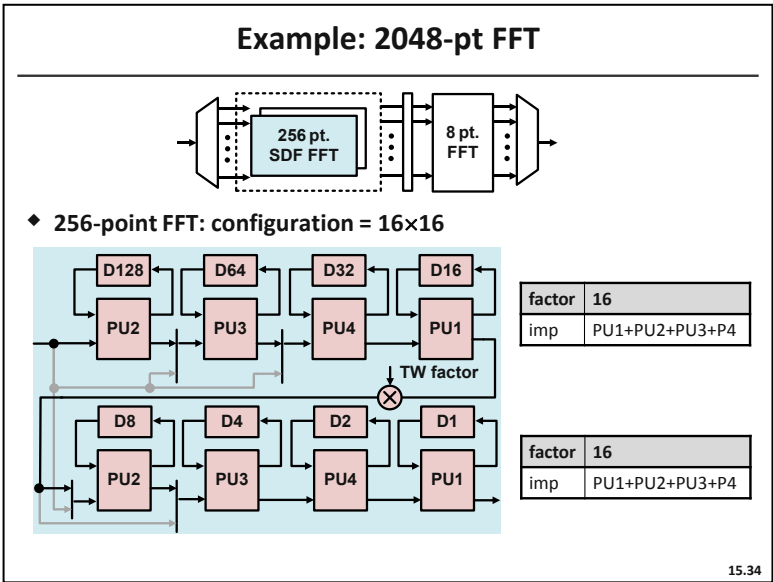 Example: 2048-pt FFT
256 pt.
SDF FFT
8 pt.
FFT
◆ 256-point FFT: configuration = 16×16
D128 D64 D32 D16
PU2 PU3 PU4 PU1
TW factor
D8 D4 D2 D1
PU2 PU3 PU4 PU1
factor 16
imp PU1+PU2+PU3+P4
factor 16
imp PU1+PU2+PU3+P4
15.34